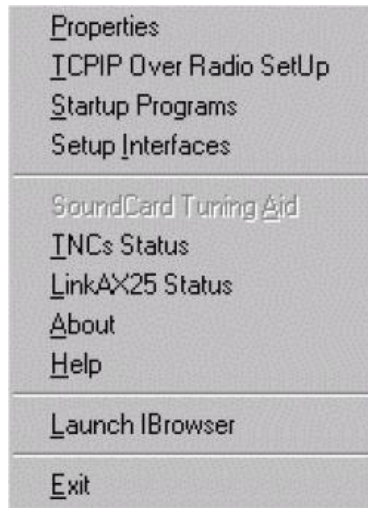 Properties
TCPIP Over Radio SetUp
Startup Programs
Setup Interfaces
SoundCard Tuning Aid
TNCs Status
LinkAX25 Status
About
Help
Launch IBrowser
Exit